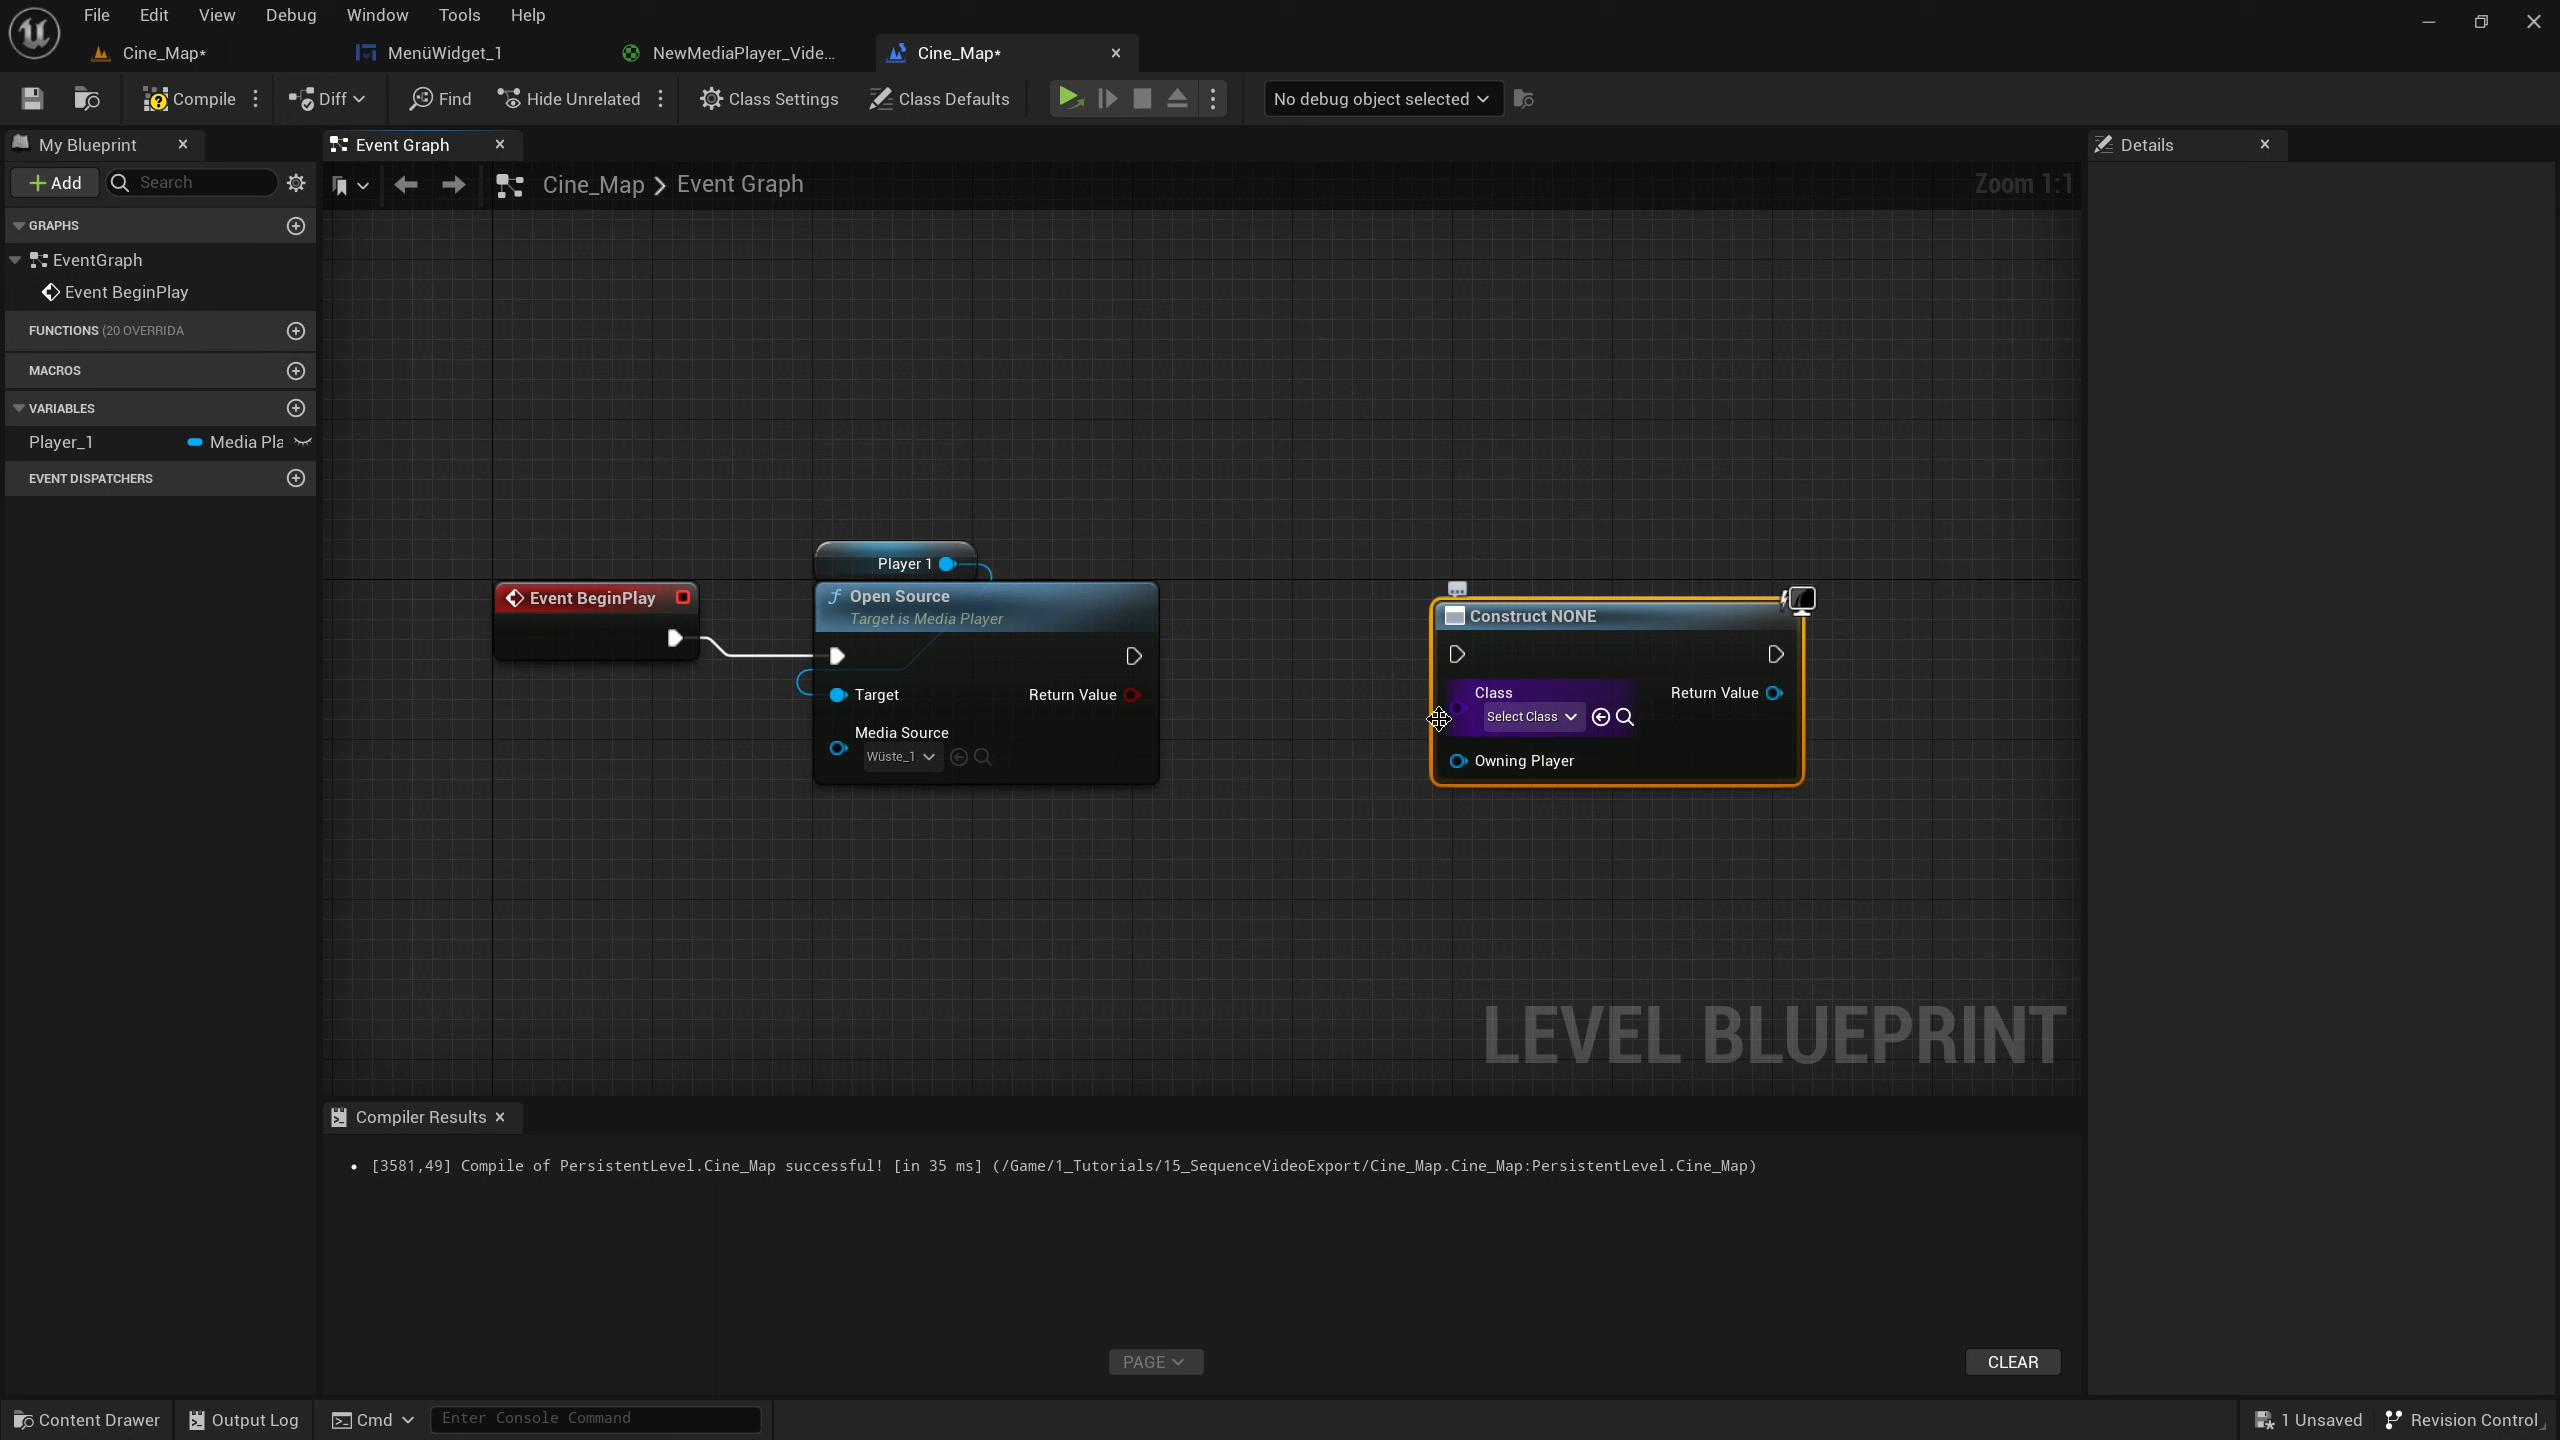 File Edit View Debug Window Tools Help
Cine_Map* MenüWidget_1 NewMediaPlayer_Vide... Cine_Map*
Compile Diff Find Hide Unrelated Class Settings Class Defaults No debug object selected
My Blueprint Event Graph Details
Add Search Cine_Map > Event Graph Zoom 1:1
GRAPHS
EventGraph
Event BeginPlay
FUNCTIONS (20 OVERRIDA
MACROS
VARIABLES
Player_1 Media Pla
EVENT DISPATCHERS
Player 1
Event BeginPlay
Open Source
Target is Media Player
Target Return Value
Media Source
Wüste_1
Construct NONE
Class Return Value
Select Class
Owning Player
LEVEL BLUEPRINT
Compiler Results
• [3581,49] Compile of PersistentLevel.Cine_Map successful! [in 35 ms] (/Game/1_Tutorials/15_SequenceVideoExport/Cine_Map.Cine_Map:PersistentLevel.Cine_Map)
PAGE CLEAR
Content Drawer Output Log Cmd Enter Console Command 1 Unsaved Revision Control